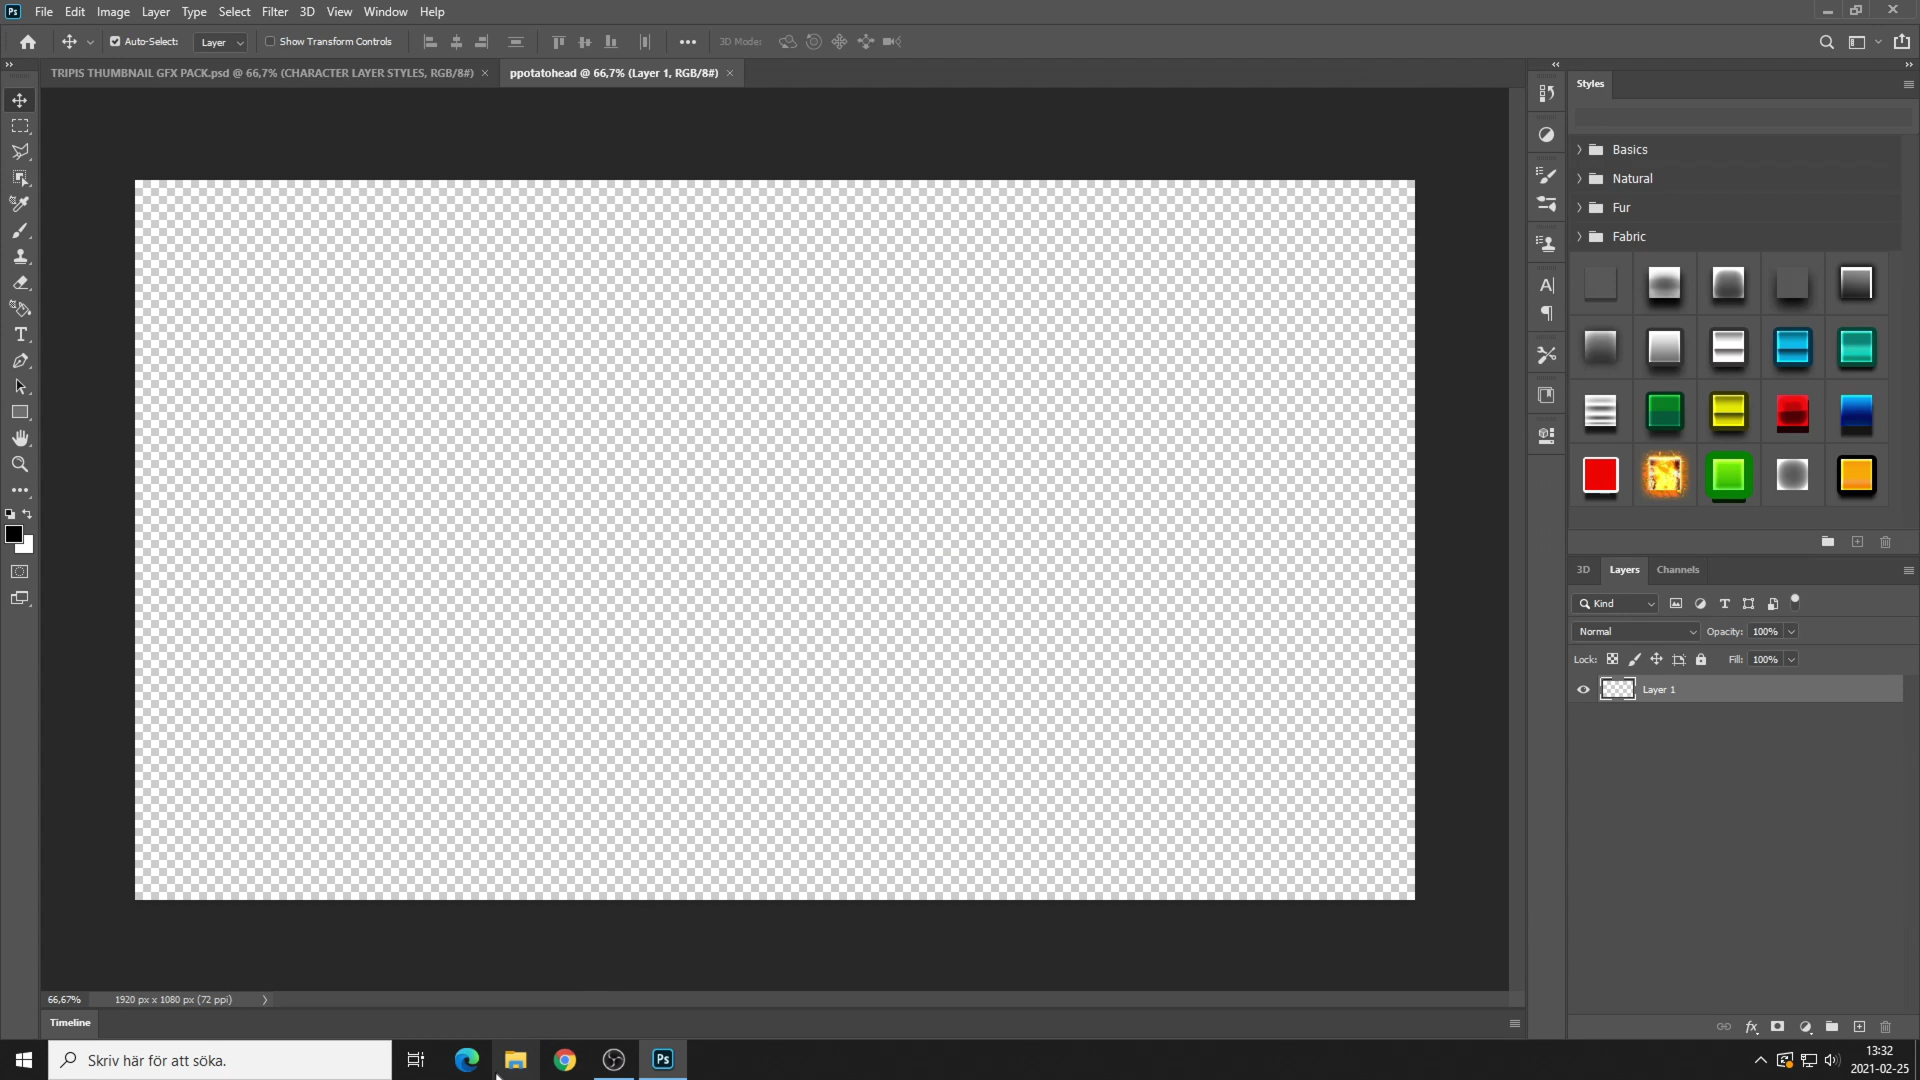 Ps File Edit Image Layer Type Select Filter 3D View Window Help
Auto-Select: Layer Show Transform Controls 3D Mode:
TRIPIS THUMBNAIL GFX PACK.psd @ 66,7% (CHARACTER LAYER STYLES, RGB/8#) × ppotatohead @ 66,7% (Layer 1, RGB/8#) ×
Styles
Basics
Natural
Fur
Fabric
3D Layers Channels
Kind
Normal Opacity: 100%
Lock: Fill: 100%
Layer 1
66,67% 1920 px x 1080 px (72 ppi)
Timeline
Skriv här för att söka.
Ps
13:32
2021-02-25